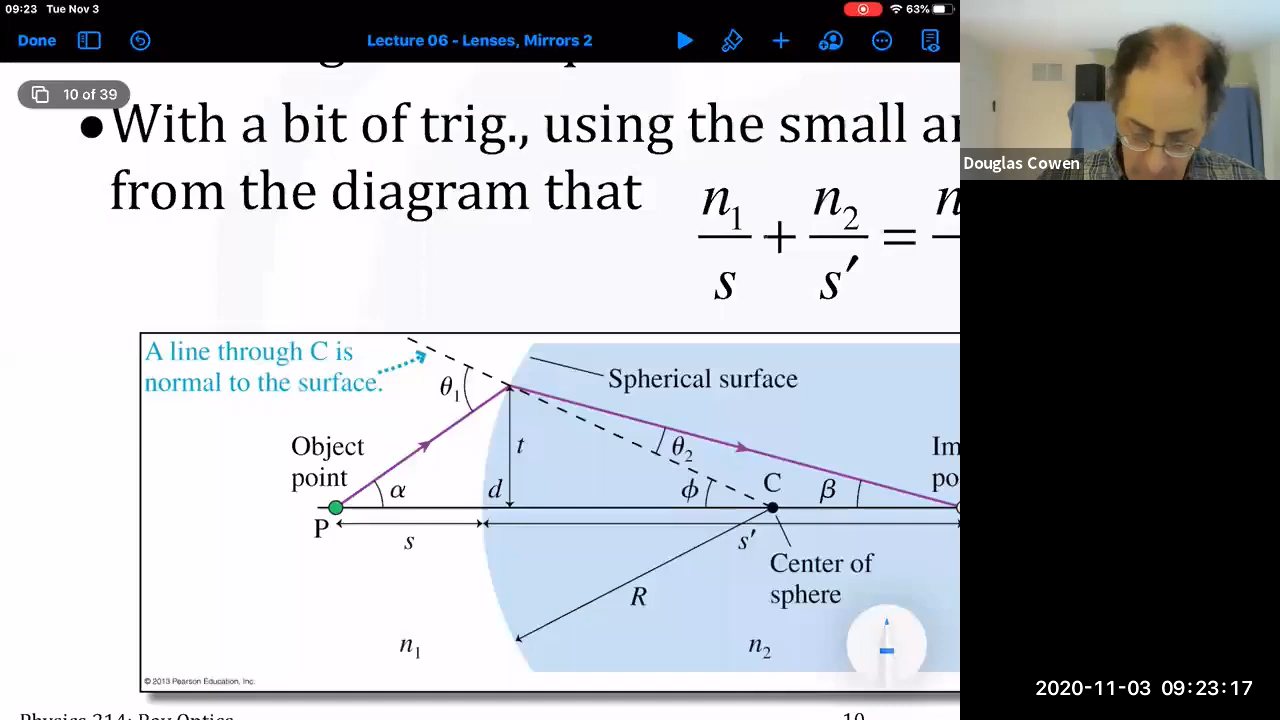 09:23 Tue Nov 3
63%
Done
Lecture 06 - Lenses, Mirrors 2
10 of 39
•With a bit of trig., using the small
from the diagram that
n₁/s + n₂/s′ =
A line through C is
normal to the surface.
θ₁
Spherical surface
Object
point
t
θ₂
α
d
ϕ
C
β
P
s
s′
Center of
sphere
R
n₁
n₂
© 2013 Pearson Education, Inc.
10
Douglas Cowen
2020-11-03 09:23:17